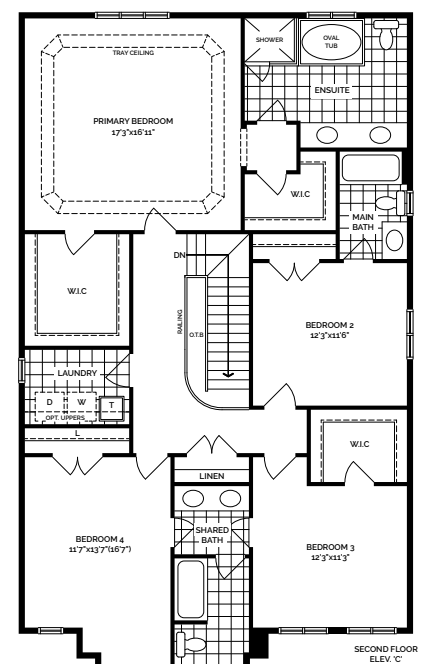 TRAY CEILING
PRIMARY BEDROOM
17'3"x16'11"
SHOWER
OVAL
TUB
ENSUITE
W.I.C
MAIN
BATH
W.I.C
DN
RAILING
O.T.B
BEDROOM 2
12'3"x11'6"
LAUNDRY
D W T
OPT. UPPERS
L
LINEN
W.I.C
SHARED
BATH
BEDROOM 4
11'7"x13'7"(16'7")
BEDROOM 3
12'3"x11'3"
SECOND FLOOR
ELEV. 'C'